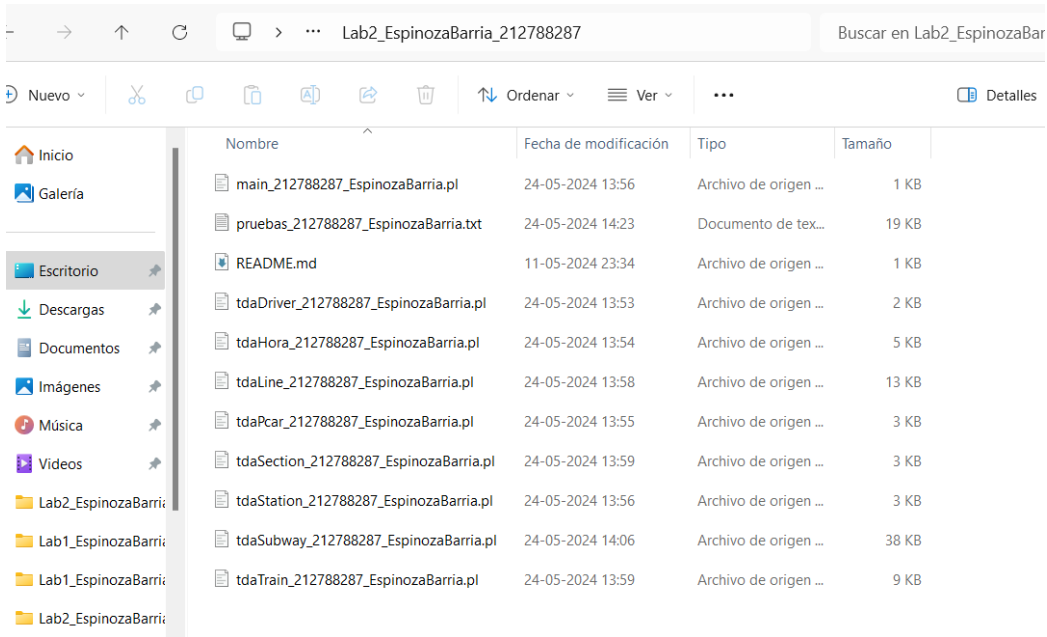 Lab2_EspinozaBarria_212788287 Buscar en Lab2_EspinozaBar
Nuevo Ordenar Ver Detalles
Nombre Fecha de modificación Tipo Tamaño
Inicio
Galería
Escritorio
Descargas
Documentos
Imágenes
Música
Videos
Lab2_EspinozaBarria
Lab1_EspinozaBarria
Lab1_EspinozaBarria
Lab2_EspinozaBarria
main_212788287_EspinozaBarria.pl 24-05-2024 13:56 Archivo de origen ... 1 KB
pruebas_212788287_EspinozaBarria.txt 24-05-2024 14:23 Documento de tex... 19 KB
README.md 11-05-2024 23:34 Archivo de origen ... 1 KB
tdaDriver_212788287_EspinozaBarria.pl 24-05-2024 13:53 Archivo de origen ... 2 KB
tdaHora_212788287_EspinozaBarria.pl 24-05-2024 13:54 Archivo de origen ... 5 KB
tdaLine_212788287_EspinozaBarria.pl 24-05-2024 13:58 Archivo de origen ... 13 KB
tdaPcar_212788287_EspinozaBarria.pl 24-05-2024 13:55 Archivo de origen ... 3 KB
tdaSection_212788287_EspinozaBarria.pl 24-05-2024 13:59 Archivo de origen ... 3 KB
tdaStation_212788287_EspinozaBarria.pl 24-05-2024 13:56 Archivo de origen ... 3 KB
tdaSubway_212788287_EspinozaBarria.pl 24-05-2024 14:06 Archivo de origen ... 38 KB
tdaTrain_212788287_EspinozaBarria.pl 24-05-2024 13:59 Archivo de origen ... 9 KB